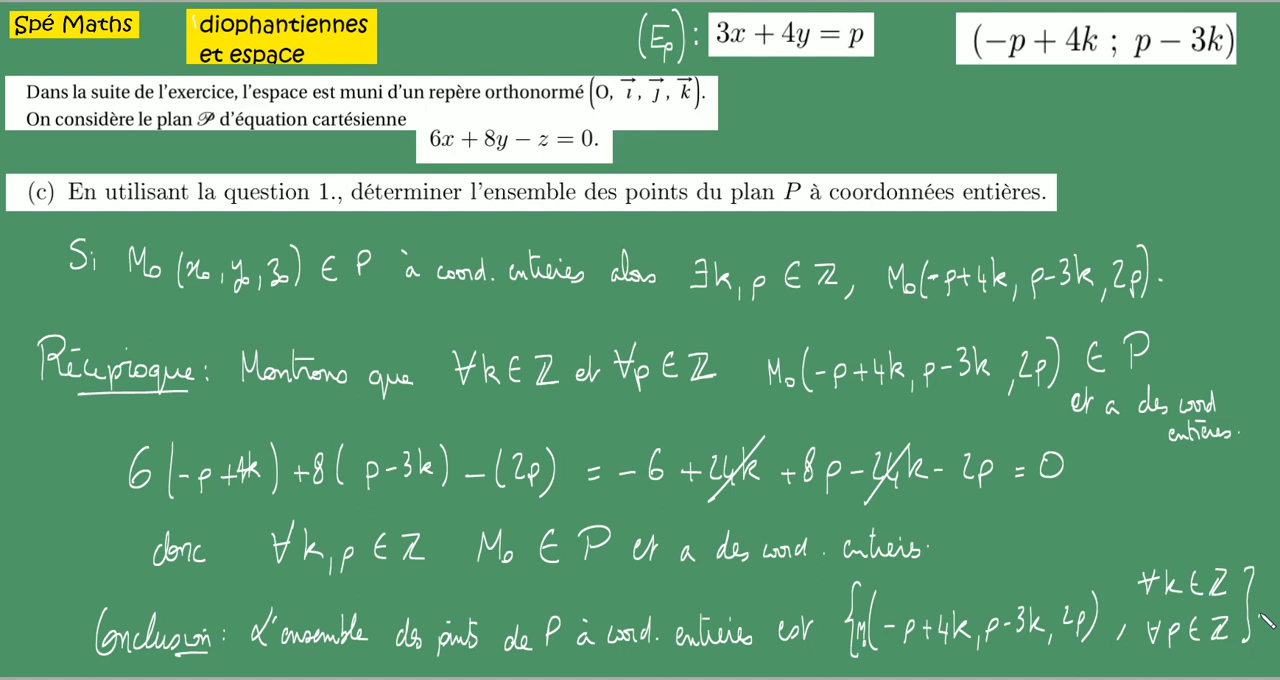 Spé Maths
diophantiennes
et espace
(Eₚ) : 3x + 4y = p
(−p + 4k ; p − 3k)
Dans la suite de l'exercice, l'espace est muni d'un repère orthonormé (O, i⃗, j⃗, k⃗).
On considère le plan 𝒫 d'équation cartésienne
6x + 8y − z = 0.
(c) En utilisant la question 1., déterminer l'ensemble des points du plan P à coordonnées entières.
Si M₀ (x₀, y₀, z₀) ∈ P à coord. entières alors ∃k, p ∈ ℤ, M₀(−p+4k, p−3k, 2p).
Réciproque : Montrons que ∀k ∈ ℤ et ∀p ∈ ℤ M₀(−p+4k, p−3k, 2p) ∈ P
et a des coord
entières.
6(−p+4k) + 8(p−3k) − (2p) = −6 + 24k + 8p − 24k − 2p = 0
donc ∀k, p ∈ ℤ M₀ ∈ P et a des coord. entières.
Conclusion : L'ensemble des points de P à coord. entières est {M(−p+4k, p−3k, 2p), ∀k ∈ ℤ
∀p ∈ ℤ}